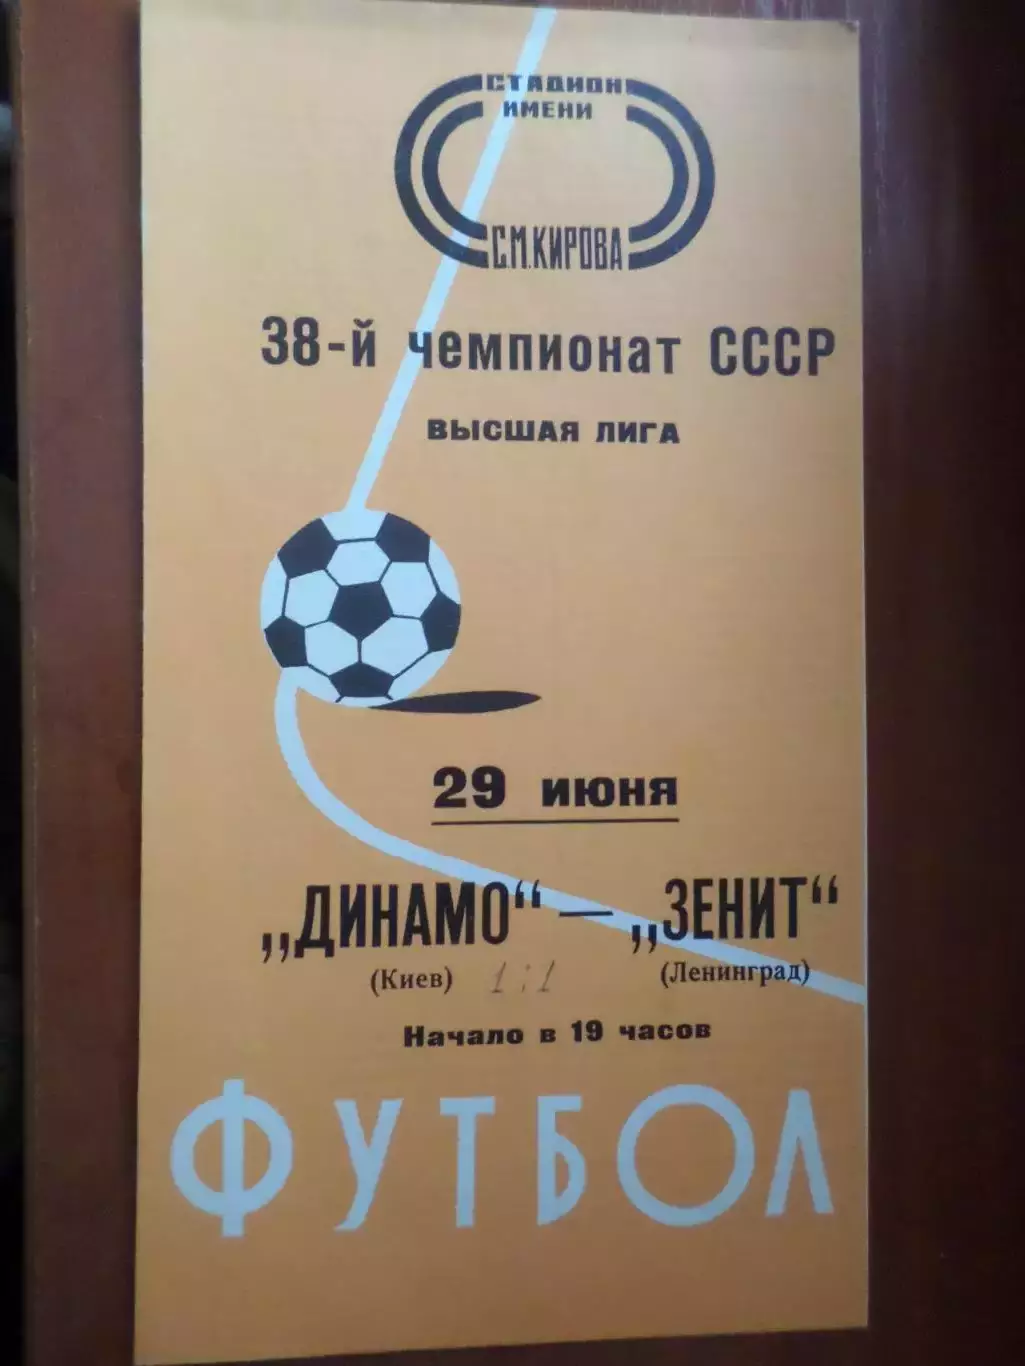 СТАДИОН
ИМЕНИ
С.М.КИРОВА
38-й чемпионат СССР
ВЫСШАЯ ЛИГА
29 июня
„ДИНАМО“ — „ЗЕНИТ“
(Киев) 1:1 (Ленинград)
Начало в 19 часов
ФУТБОЛ